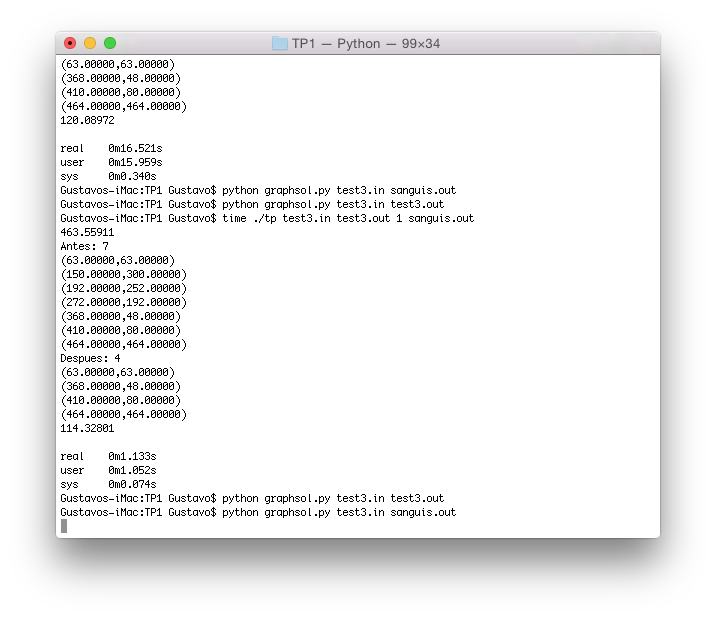 TP1 — Python — 99×34
(63.00000,63.00000)
(368.00000,48.00000)
(410.00000,80.00000)
(464.00000,464.00000)
120.08972
real    0m16.521s
user    0m15.959s
sys     0m0.340s
Gustavos-iMac:TP1 Gustavo$ python graphsol.py test3.in sanguis.out
Gustavos-iMac:TP1 Gustavo$ python graphsol.py test3.in test3.out
Gustavos-iMac:TP1 Gustavo$ time ./tp test3.in test3.out 1 sanguis.out
463.55911
Antes: 7
(63.00000,63.00000)
(150.00000,300.00000)
(192.00000,252.00000)
(272.00000,192.00000)
(368.00000,48.00000)
(410.00000,80.00000)
(464.00000,464.00000)
Despues: 4
(63.00000,63.00000)
(368.00000,48.00000)
(410.00000,80.00000)
(464.00000,464.00000)
114.32801
real    0m1.133s
user    0m1.052s
sys     0m0.074s
Gustavos-iMac:TP1 Gustavo$ python graphsol.py test3.in test3.out
Gustavos-iMac:TP1 Gustavo$ python graphsol.py test3.in sanguis.out